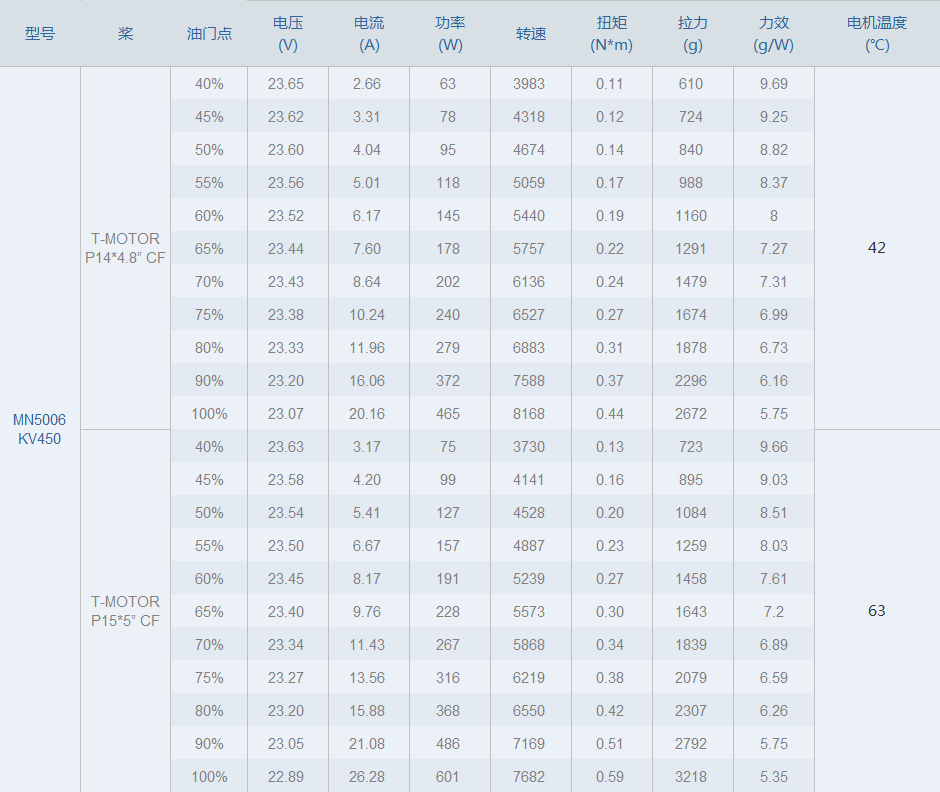 型号 桨 油门点 电压 (V) 电流 (A) 功率 (W) 转速 扭矩 (N*m) 拉力 (g) 力效 (g/W) 电机温度 (℃)
MN5006 KV450
T-MOTOR P14*4.8” CF
40% 23.65 2.66 63 3983 0.11 610 9.69
45% 23.62 3.31 78 4318 0.12 724 9.25
50% 23.60 4.04 95 4674 0.14 840 8.82
55% 23.56 5.01 118 5059 0.17 988 8.37
60% 23.52 6.17 145 5440 0.19 1160 8
65% 23.44 7.60 178 5757 0.22 1291 7.27
70% 23.43 8.64 202 6136 0.24 1479 7.31
75% 23.38 10.24 240 6527 0.27 1674 6.99
80% 23.33 11.96 279 6883 0.31 1878 6.73
90% 23.20 16.06 372 7588 0.37 2296 6.16
100% 23.07 20.16 465 8168 0.44 2672 5.75
42
T-MOTOR P15*5” CF
40% 23.63 3.17 75 3730 0.13 723 9.66
45% 23.58 4.20 99 4141 0.16 895 9.03
50% 23.54 5.41 127 4528 0.20 1084 8.51
55% 23.50 6.67 157 4887 0.23 1259 8.03
60% 23.45 8.17 191 5239 0.27 1458 7.61
65% 23.40 9.76 228 5573 0.30 1643 7.2
70% 23.34 11.43 267 5868 0.34 1839 6.89
75% 23.27 13.56 316 6219 0.38 2079 6.59
80% 23.20 15.88 368 6550 0.42 2307 6.26
90% 23.05 21.08 486 7169 0.51 2792 5.75
100% 22.89 26.28 601 7682 0.59 3218 5.35
63